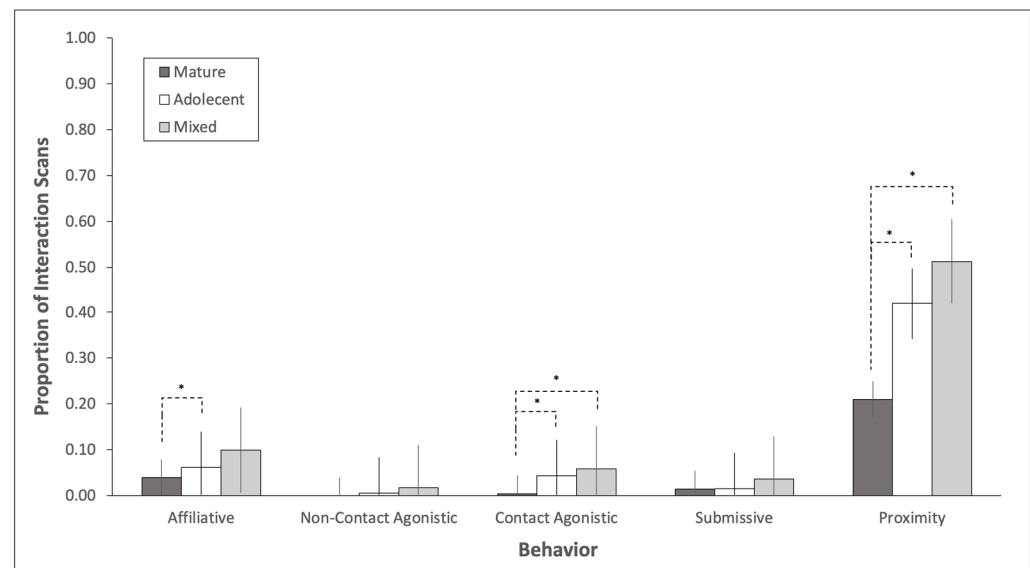 Proportion of Interaction Scans
1.00
0.90
0.80
0.70
0.60
0.50
0.40
0.30
0.20
0.10
0.00
Mature
Adolecent
Mixed
*
*
*
*
*
Affiliative
Non-Contact Agonistic
Contact Agonistic
Submissive
Proximity
Behavior